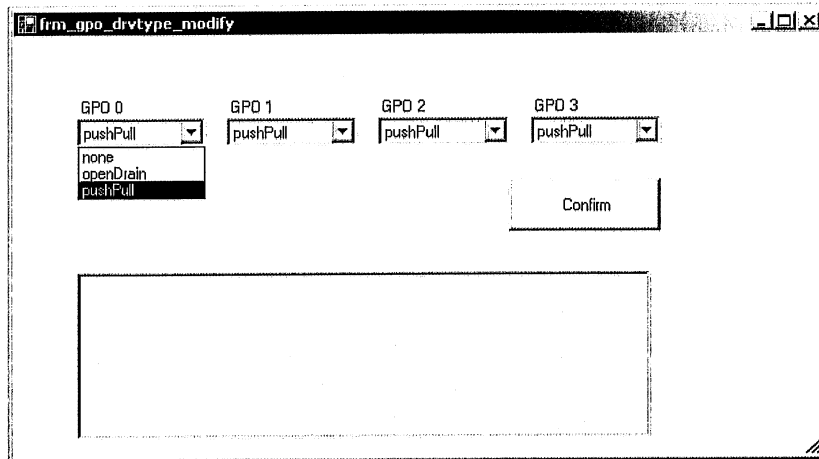 frm_gpo_drvtype_modify
GPO 0 GPO 1 GPO 2 GPO 3
pushPull pushPull pushPull pushPull
none
openDrain
pushPull
Confirm